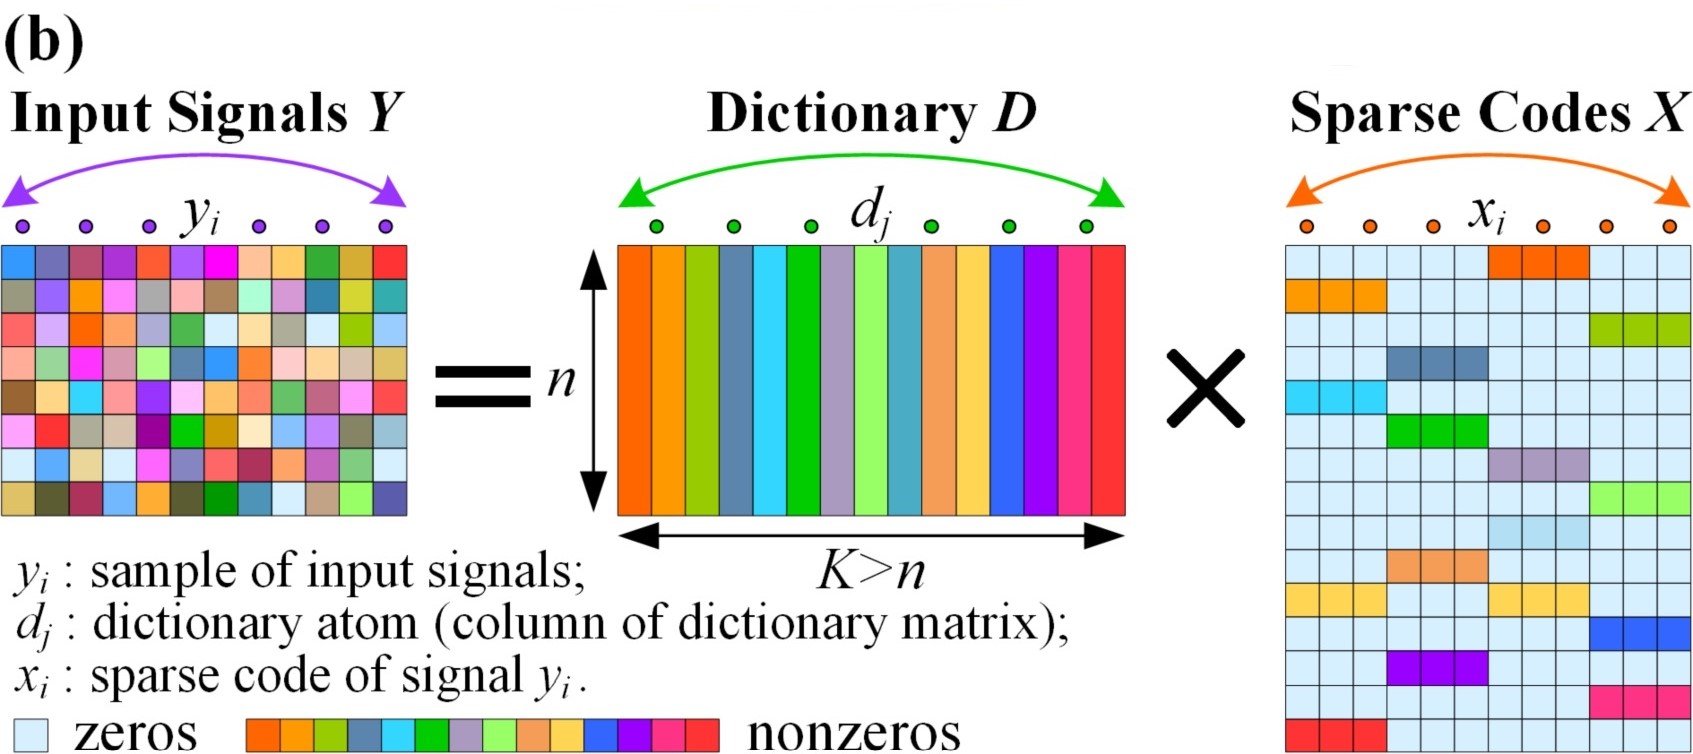 (b)
Input Signals Y
Dictionary D
Sparse Codes X
y_i
d_j
x_i
=
n
×
K>n
y_i : sample of input signals;
d_j : dictionary atom (column of dictionary matrix);
x_i : sparse code of signal y_i .
zeros
nonzeros